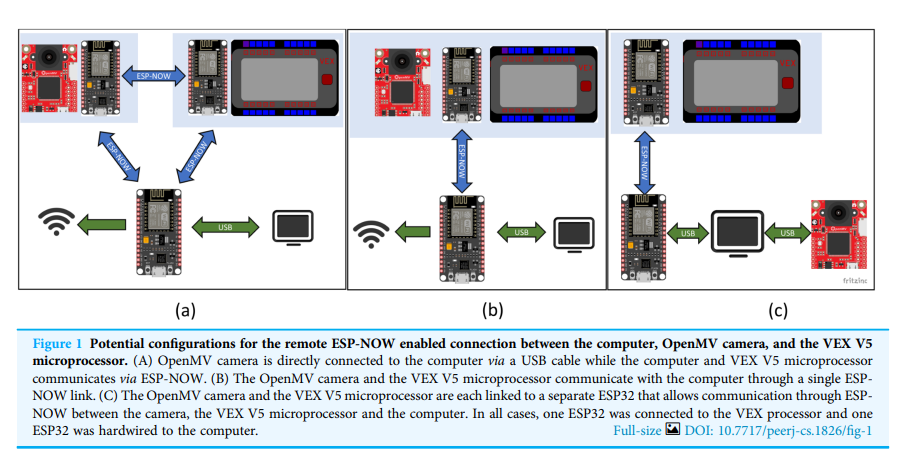 ESP-NOW
ESP-NOW
ESP-NOW
USB
VEX
ESP-NOW
USB
VEX
ESP-NOW
USB
USB
fritzing
(a)
(b)
(c)
Figure 1 Potential configurations for the remote ESP-NOW enabled connection between the computer, OpenMV camera, and the VEX V5
microprocessor. (A) OpenMV camera is directly connected to the computer via a USB cable while the computer and VEX V5 microprocessor
communicates via ESP-NOW. (B) The OpenMV camera and the VEX V5 microprocessor communicate with the computer through a single ESP-
NOW link. (C) The OpenMV camera and the VEX V5 microprocessor are each linked to a separate ESP32 that allows communication through ESP-
NOW between the camera, the VEX V5 microprocessor and the computer. In all cases, one ESP32 was connected to the VEX processor and one
ESP32 was hardwired to the computer.
Full-size DOI: 10.7717/peerj-cs.1826/fig-1